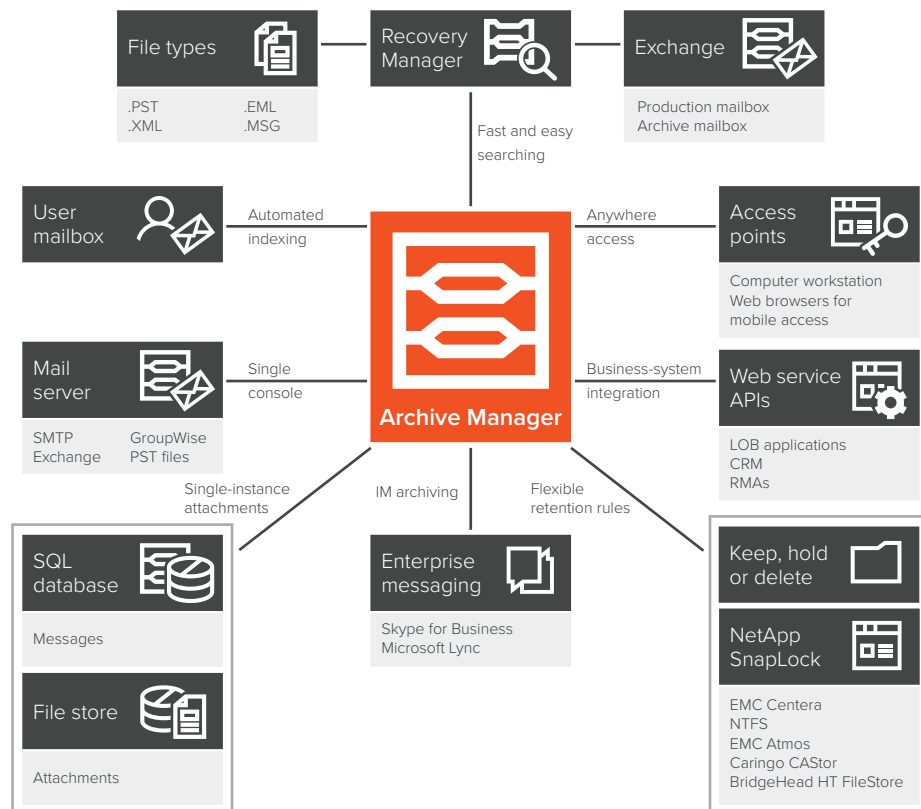 File types
.PST
.XML
.EML
.MSG
Recovery
Manager
Exchange
Production mailbox
Archive mailbox
Fast and easy
searching
User
mailbox
Automated
indexing
Anywhere
access
Access
points
Computer workstation
Web browsers for
mobile access
Mail
server
SMTP
Exchange
GroupWise
PST files
Single
console
Archive Manager
Business-system
integration
Web service
APIs
LOB applications
CRM
RMAs
Single-instance
attachments
IM archiving
Flexible
retention rules
SQL
database
Messages
File store
Attachments
Enterprise
messaging
Skype for Business
Microsoft Lync
Keep, hold
or delete
NetApp
SnapLock
EMC Centera
NTFS
EMC Atmos
Caringo CAStor
BridgeHead HT FileStore